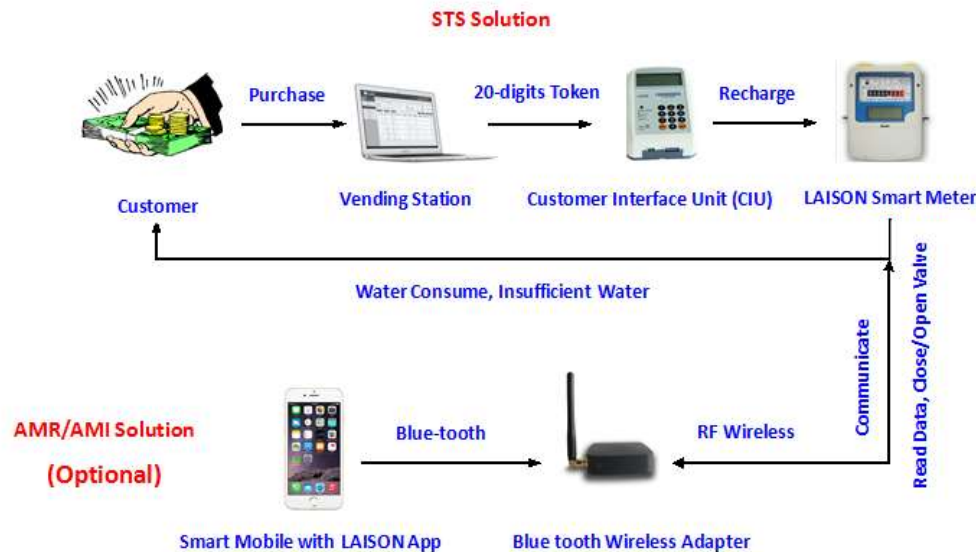 STS Solution
Purchase
20-digits Token
Recharge
Customer
Vending Station
Customer Interface Unit (CIU)
LAISON Smart Meter
Water Consume, Insufficient Water
Communicate
Read Data, Close/Open Valve
AMR/AMI Solution
(Optional)
Blue-tooth
RF Wireless
Smart Mobile with LAISON App
Blue tooth Wireless Adapter